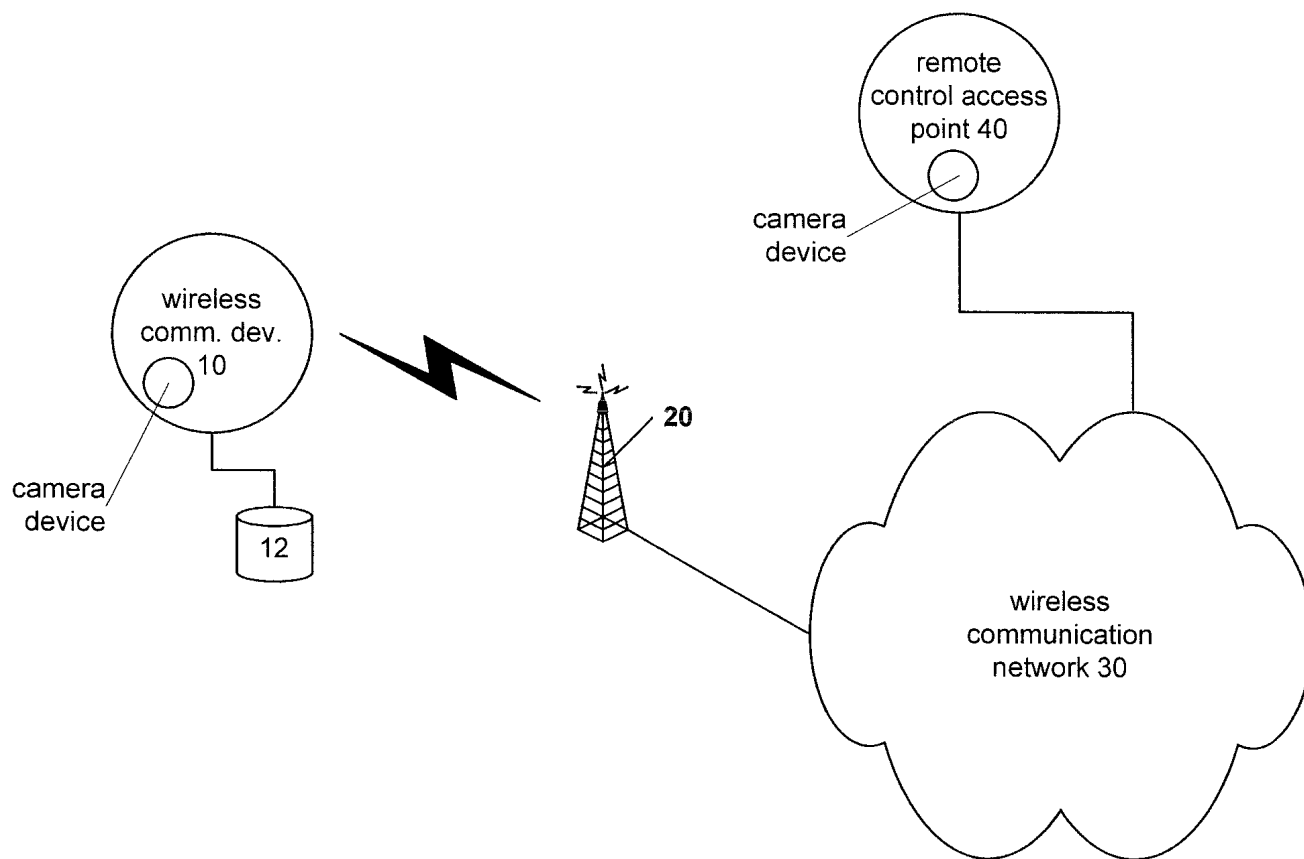 remote
control access
point 40
camera
device
wireless
comm. dev.
10
camera
device
12
20
wireless
communication
network 30